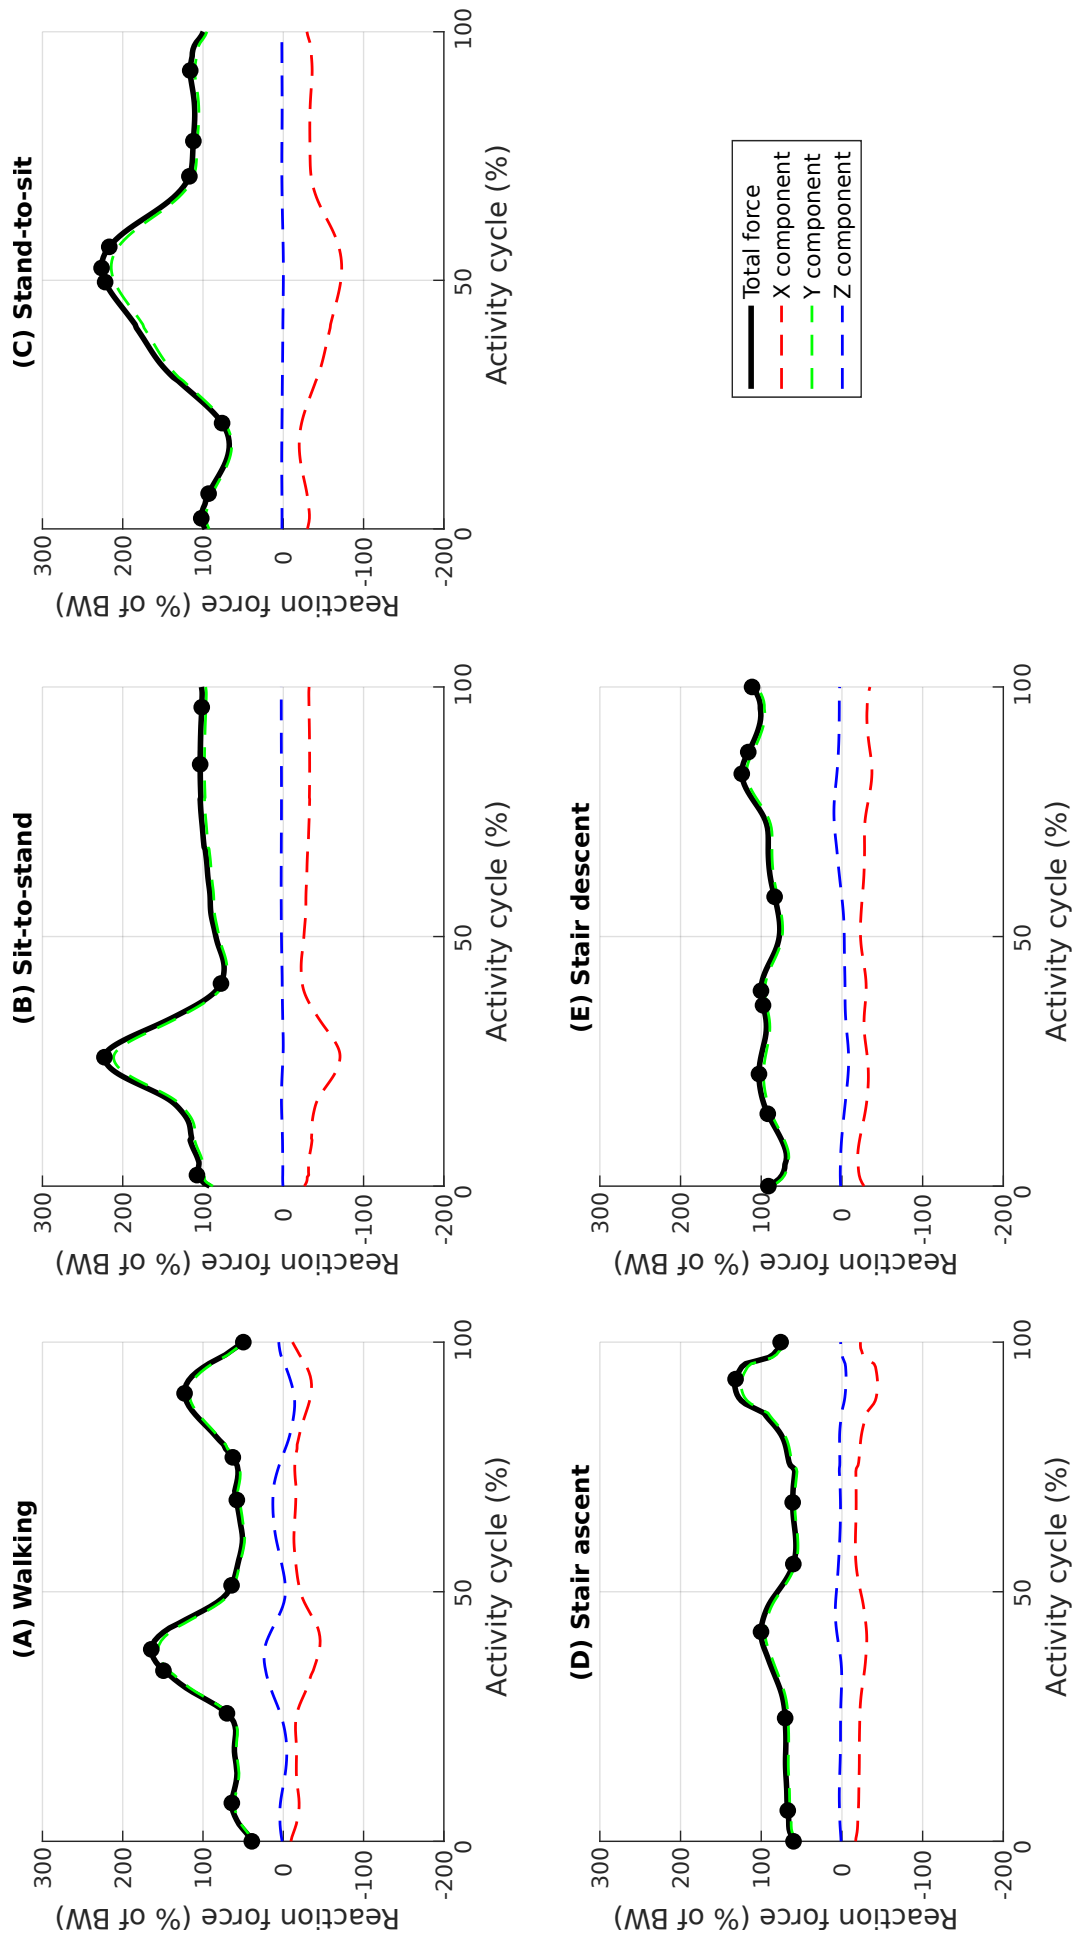 (A) Walking
300
200
100
0
-100
-200
Reaction force (% of BW)
0
50
100
Activity cycle (%)
(B) Sit-to-stand
300
200
100
0
-100
-200
Reaction force (% of BW)
0
50
100
Activity cycle (%)
(C) Stand-to-sit
300
200
100
0
-100
-200
Reaction force (% of BW)
0
50
100
Activity cycle (%)
(D) Stair ascent
300
200
100
0
-100
-200
Reaction force (% of BW)
0
50
100
Activity cycle (%)
(E) Stair descent
300
200
100
0
-100
-200
Reaction force (% of BW)
0
50
100
Activity cycle (%)
Total force
X component
Y component
Z component